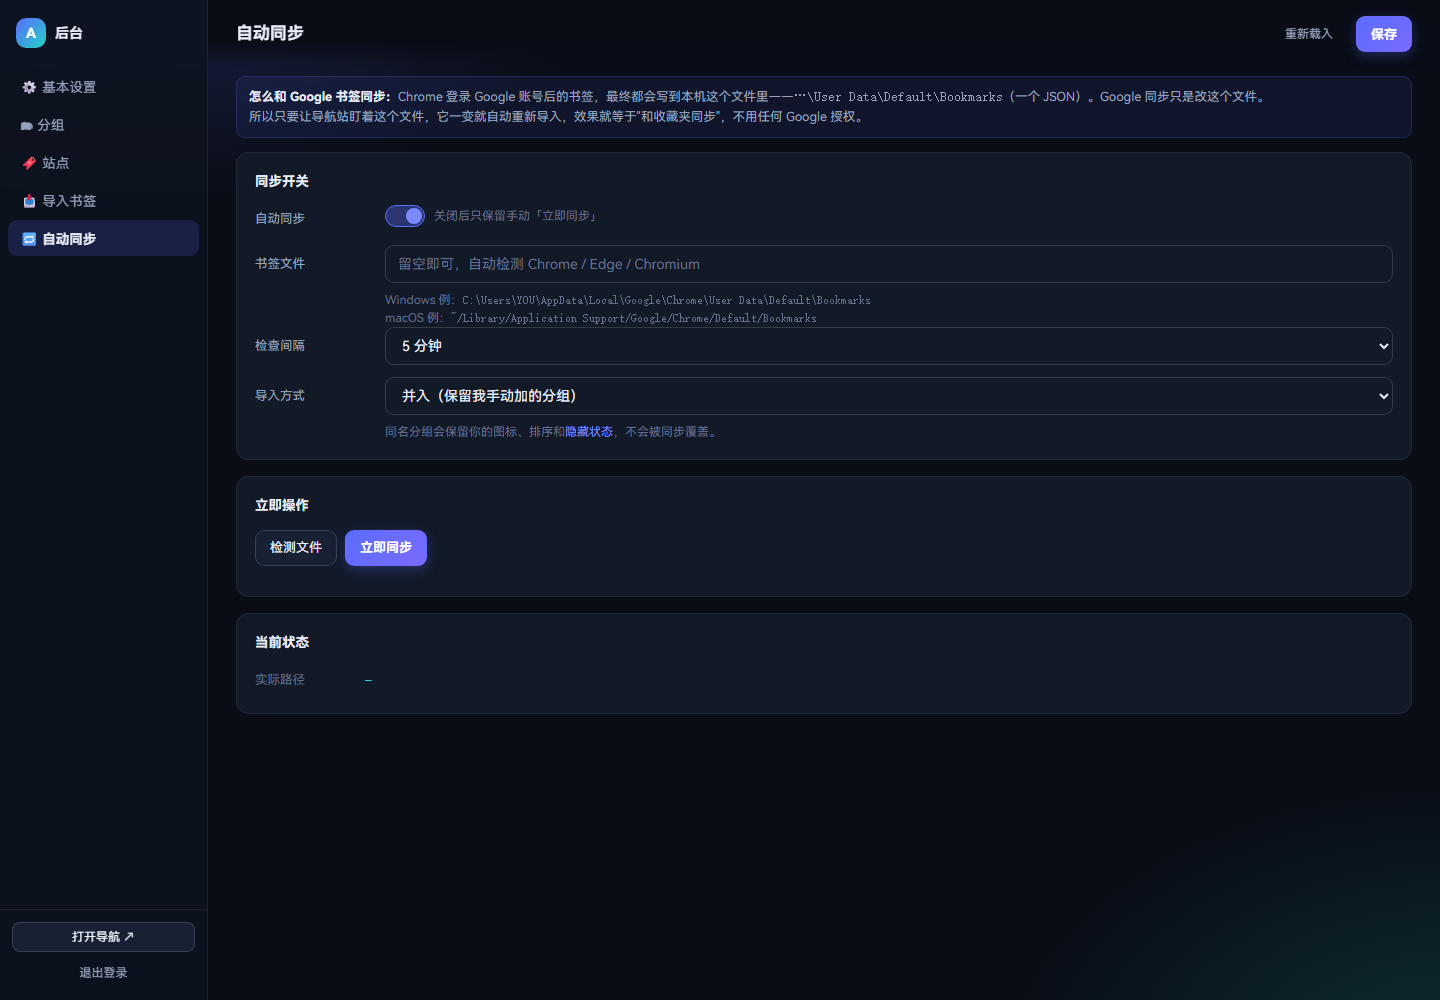 A 后台
基本设置
分组
站点
导入书签
自动同步
打开导航 ↗
退出登录
自动同步
重新载入
保存
怎么和 Google 书签同步：Chrome 登录 Google 账号后的书签，最终都会写到本机这个文件里——…\User Data\Default\Bookmarks（一个 JSON）。Google 同步只是改这个文件。
所以只要让导航站盯着这个文件，它一变就自动重新导入，效果就等于"和收藏夹同步"，不用任何 Google 授权。
同步开关
自动同步
关闭后只保留手动「立即同步」
书签文件
留空即可，自动检测 Chrome / Edge / Chromium
Windows 例：C:\Users\YOU\AppData\Local\Google\Chrome\User Data\Default\Bookmarks
macOS 例：~/Library/Application Support/Google/Chrome/Default/Bookmarks
检查间隔
5 分钟
导入方式
并入（保留我手动加的分组）
同名分组会保留你的图标、排序和隐藏状态，不会被同步覆盖。
立即操作
检测文件
立即同步
当前状态
实际路径
—